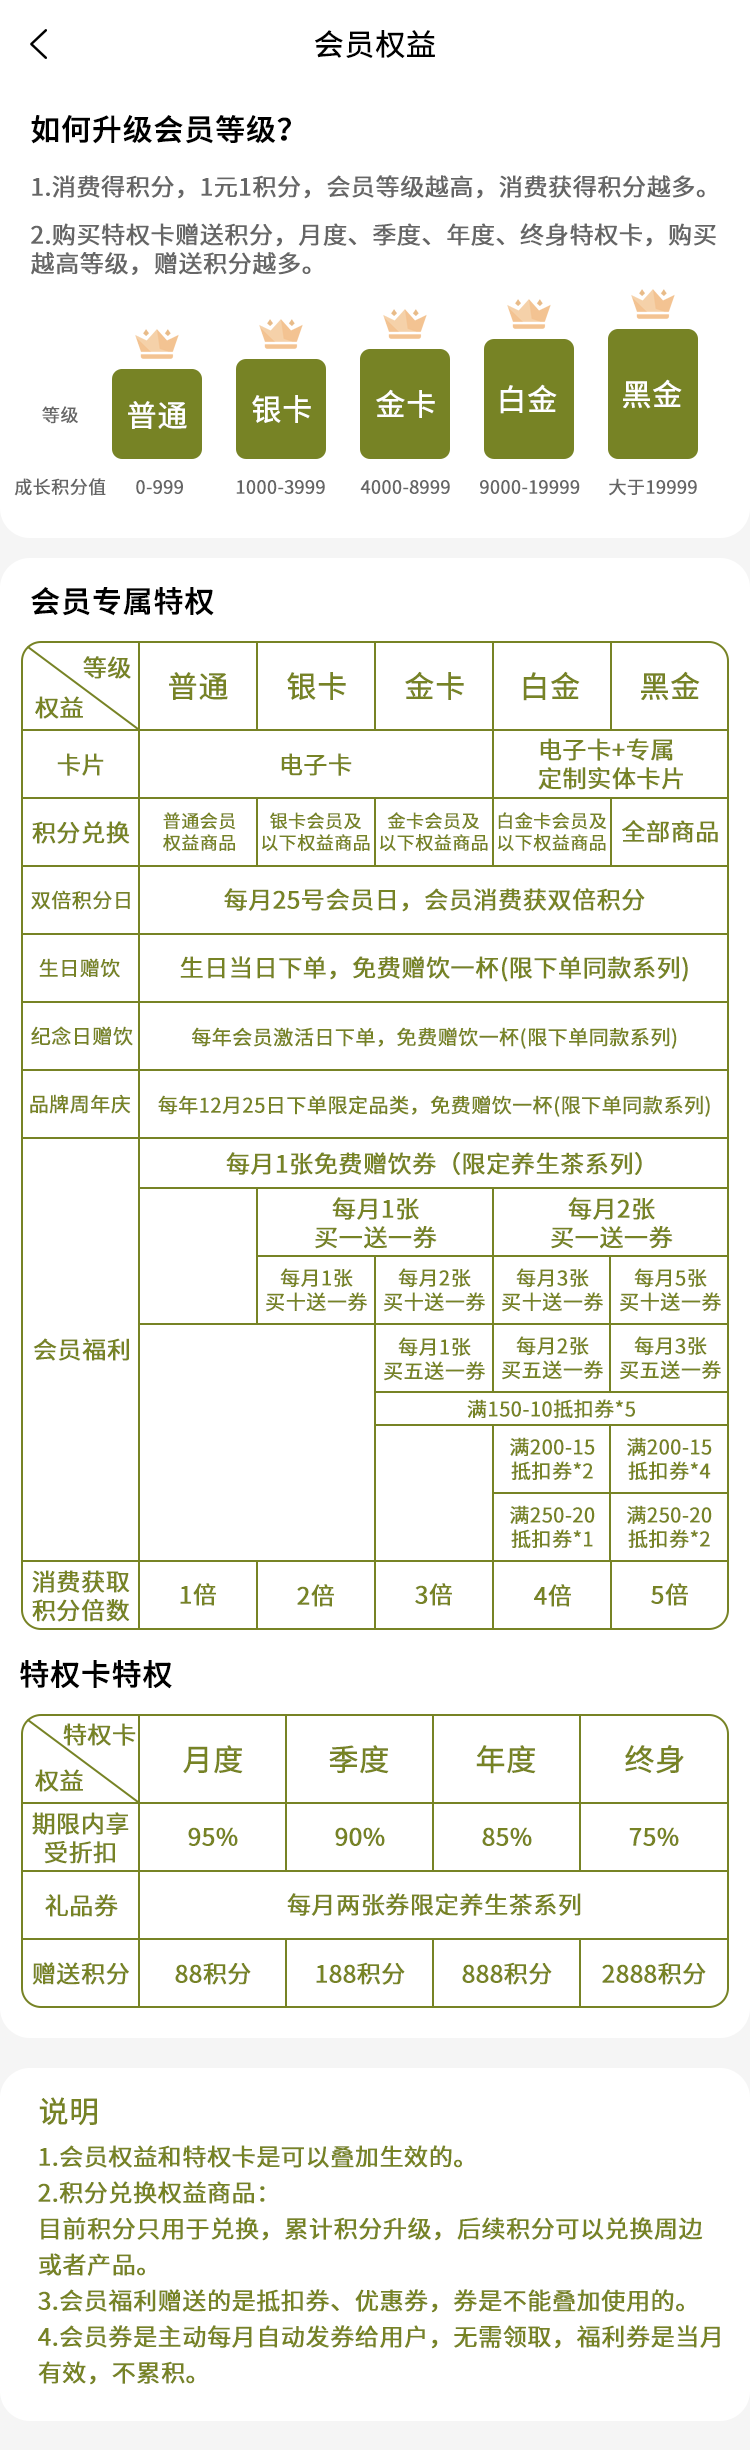 会员权益
如何升级会员等级？
1.消费得积分，1元1积分，会员等级越高，消费获得积分越多。
2.购买特权卡赠送积分，月度、季度、年度、终身特权卡，购买
越高等级，赠送积分越多。
等级 普通 银卡 金卡 白金 黑金
成长积分值 0-999 1000-3999 4000-8999 9000-19999 大于19999
会员专属特权
等级
权益
普通 银卡 金卡 白金 黑金
卡片
电子卡
电子卡+专属
定制实体卡片
积分兑换
普通会员
权益商品
银卡会员及
以下权益商品
金卡会员及
以下权益商品
白金卡会员及
以下权益商品
全部商品
双倍积分日
每月25号会员日，会员消费获双倍积分
生日赠饮
生日当日下单，免费赠饮一杯(限下单同款系列)
纪念日赠饮
每年会员激活日下单，免费赠饮一杯(限下单同款系列)
品牌周年庆
每年12月25日下单限定品类，免费赠饮一杯(限下单同款系列)
会员福利
每月1张免费赠饮券（限定养生茶系列）
每月1张
买一送一券
每月2张
买一送一券
每月1张
买十送一券
每月2张
买十送一券
每月3张
买十送一券
每月5张
买十送一券
每月1张
买五送一券
每月2张
买五送一券
每月3张
买五送一券
满150-10抵扣券*5
满200-15
抵扣券*2
满200-15
抵扣券*4
满250-20
抵扣券*1
满250-20
抵扣券*2
消费获取
积分倍数
1倍 2倍 3倍 4倍 5倍
特权卡特权
特权卡
权益
月度 季度 年度 终身
期限内享
受折扣
95% 90% 85% 75%
礼品券
每月两张券限定养生茶系列
赠送积分 88积分 188积分 888积分 2888积分
说明
1.会员权益和特权卡是可以叠加生效的。
2.积分兑换权益商品：
目前积分只用于兑换，累计积分升级，后续积分可以兑换周边
或者产品。
3.会员福利赠送的是抵扣券、优惠券，券是不能叠加使用的。
4.会员券是主动每月自动发券给用户，无需领取，福利券是当月
有效，不累积。